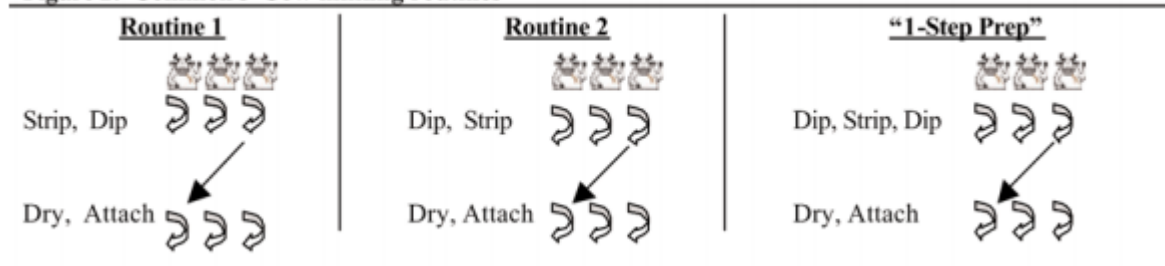 Routine 1
Routine 2
“1-Step Prep”
Strip, Dip
Dip, Strip
Dip, Strip, Dip
Dry, Attach
Dry, Attach
Dry, Attach